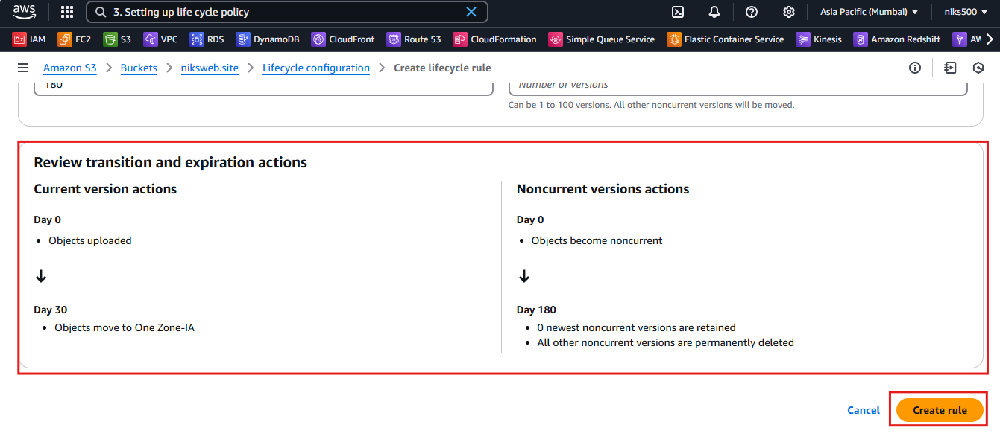 aws
3. Setting up life cycle policy
Asia Pacific (Mumbai)
niks500
IAM EC2 S3 VPC RDS DynamoDB CloudFront Route 53 CloudFormation Simple Queue Service Elastic Container Service Kinesis Amazon Redshift AW
Amazon S3 > Buckets > niksweb.site > Lifecycle configuration > Create lifecycle rule
180
Number of versions
Can be 1 to 100 versions. All other noncurrent versions will be moved.
Review transition and expiration actions
Current version actions
Day 0
• Objects uploaded
↓
Day 30
• Objects move to One Zone-IA
Noncurrent versions actions
Day 0
• Objects become noncurrent
↓
Day 180
• 0 newest noncurrent versions are retained
• All other noncurrent versions are permanently deleted
Cancel
Create rule